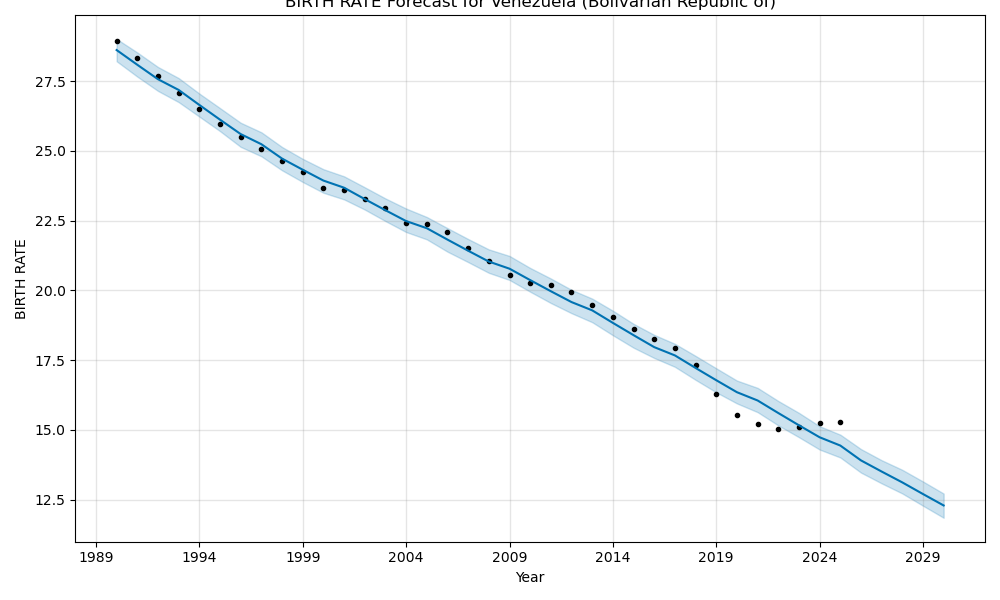 BIRTH RATE Forecast for Venezuela (Bolivarian Republic of)
27.5
25.0
22.5
20.0
17.5
15.0
12.5
BIRTH RATE
1989 1994 1999 2004 2009 2014 2019 2024 2029
Year